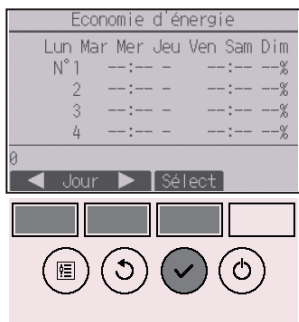 Economie d'énergie
Lun Mar Mer Jeu Ven Sam Dim
N°1 --:-- - --:-- --%
2 --:-- - --:-- --%
3 --:-- - --:-- --%
4 --:-- - --:-- --%
0
◀ Jour ▶ Sélect